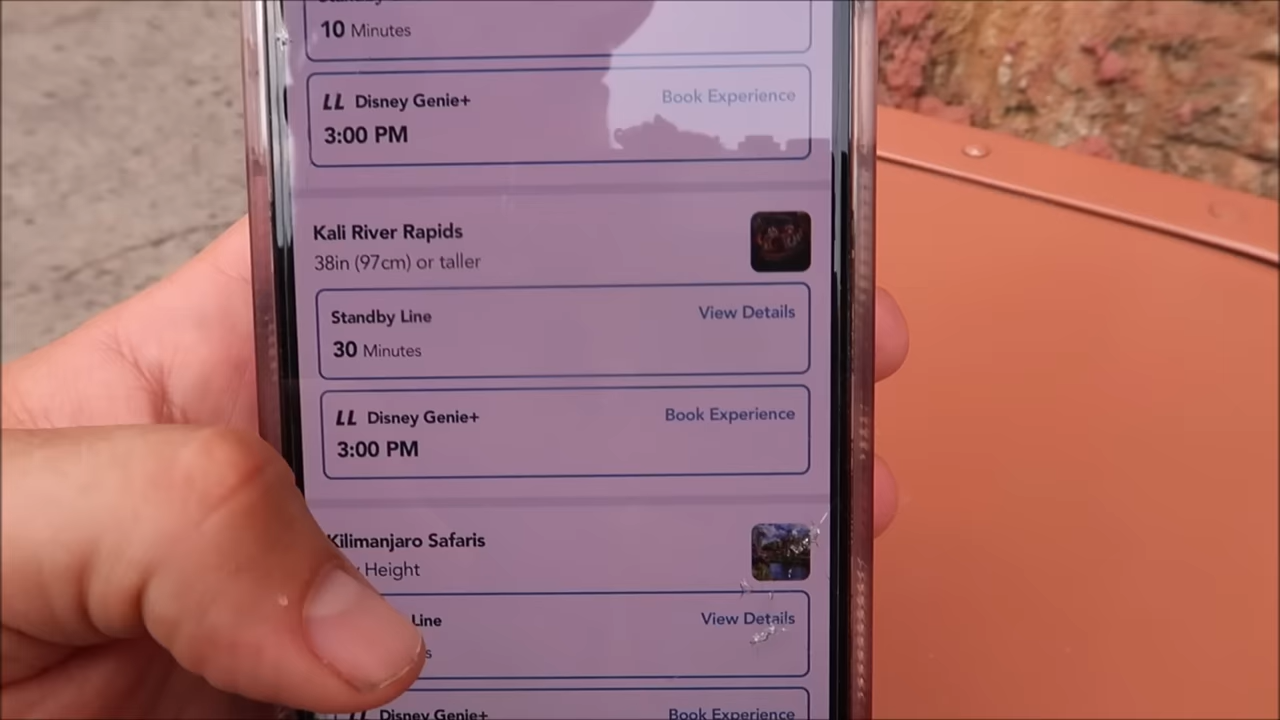 10 Minutes
LL Disney Genie+ Book Experience
3:00 PM
Kali River Rapids
38in (97cm) or taller
Standby Line View Details
30 Minutes
LL Disney Genie+ Book Experience
3:00 PM
Kilimanjaro Safaris
Height
Line View Details
LL Disney Genie+ Book Experience